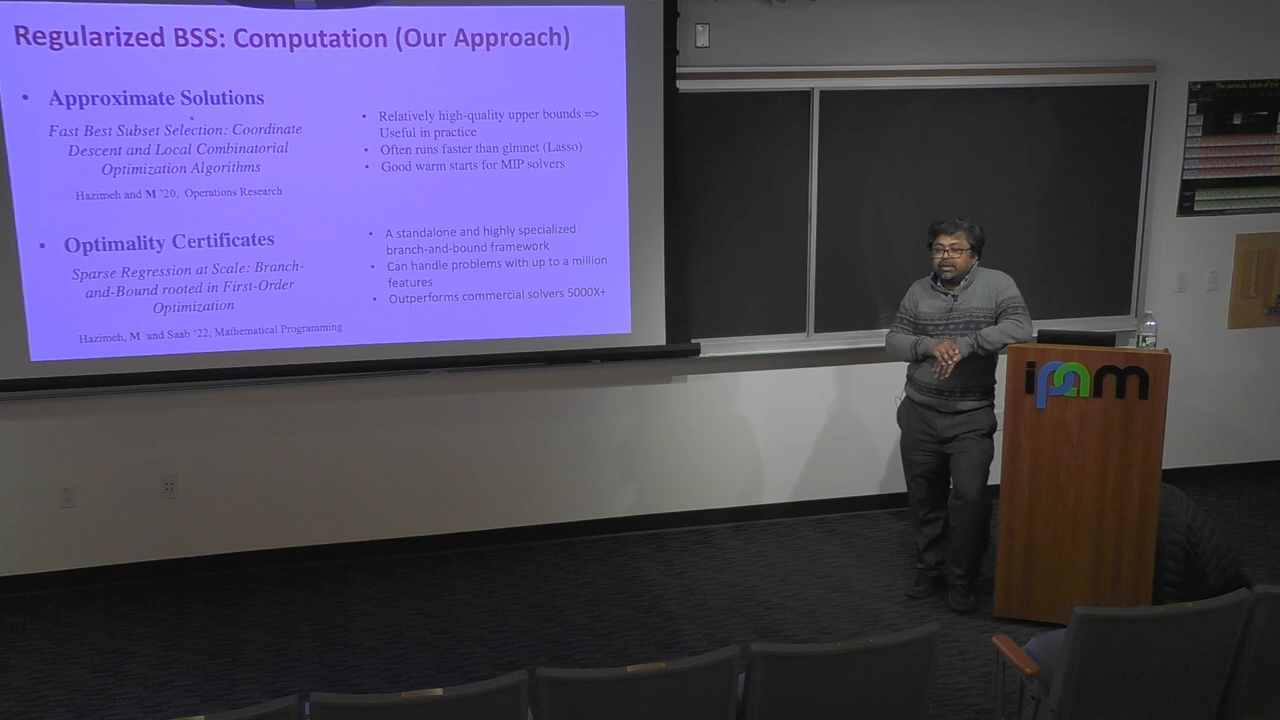 Regularized BSS: Computation (Our Approach)
• Approximate Solutions
Fast Best Subset Selection: Coordinate
Descent and Local Combinatorial
Optimization Algorithms
Hazimeh and M ‘20, Operations Research
• Relatively high-quality upper bounds =>
Useful in practice
• Often runs faster than glmnet (Lasso)
• Good warm starts for MIP solvers
• Optimality Certificates
Sparse Regression at Scale: Branch-
and-Bound rooted in First-Order
Optimization
Hazimeh, M and Saab ‘22, Mathematical Programming
• A standalone and highly specialized
branch-and-bound framework
• Can handle problems with up to a million
features
• Outperforms commercial solvers 5000X+
ipam